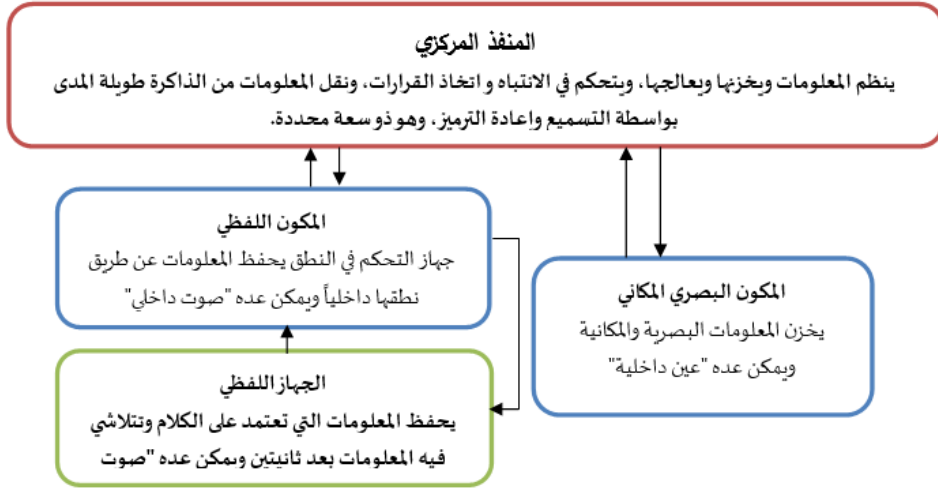 المنفذ المركزي
ينظم المعلومات ويخزنها ويعالجها، ويتحكم في الانتباه و اتخاذ القرارات، ونقل المعلومات من الذاكرة طويلة المدى
بواسطة التسميع وإعادة الترميز، وهو ذو سعة محددة.
المكون اللفظي
جهاز التحكم في النطق يحفظ المعلومات عن طريق
نطقها داخلياً ويمكن عده "صوت داخلي"
المكون البصري المكاني
يخزن المعلومات البصرية والمكانية
ويمكن عده "عين داخلية"
الجهاز اللفظي
يحفظ المعلومات التي تعتمد على الكلام وتتلاشي
فيه المعلومات بعد ثانيتين ويمكن عده "صوت